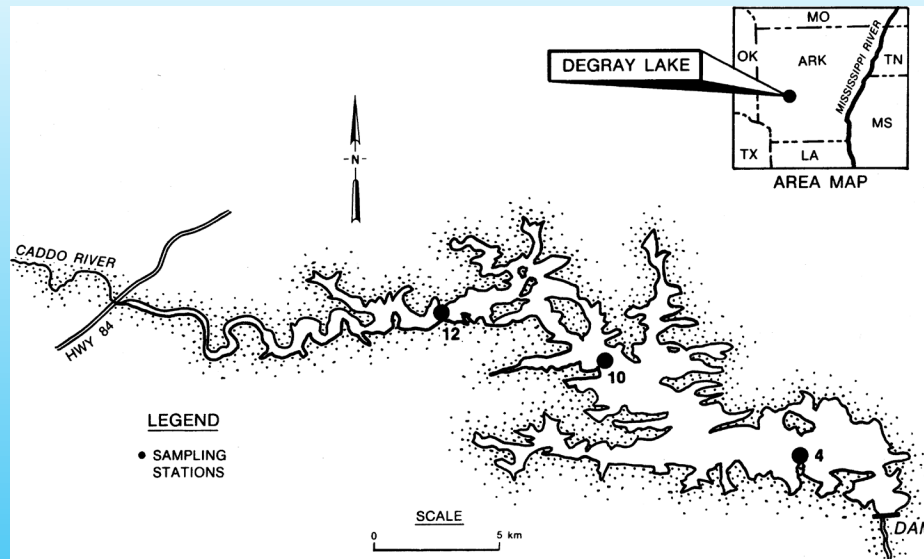 MO
OK
ARK
TN
MISSISSIPPI RIVER
MS
TX
LA
AREA MAP
DEGRAY LAKE
N
CADDO RIVER
HWY 84
12
10
4
LEGEND
● SAMPLING
STATIONS
SCALE
0 5 km